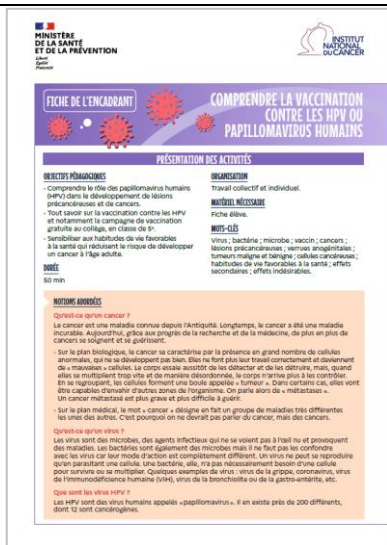 MINISTÈRE
DE LA SANTÉ
ET DE LA PRÉVENTION
Liberté
Égalité
Fraternité
INSTITUT
NATIONAL
DU CANCER
FICHE DE L'ENCADRANT
COMPRENDRE LA VACCINATION
CONTRE LES HPV OU
PAPILLOMAVIRUS HUMAINS
PRÉSENTATION DES ACTIVITÉS
OBJECTIFS PÉDAGOGIQUES
- Comprendre le rôle des papillomavirus humains
(HPV) dans le développement de lésions
précancéreuses et de cancers.
- Tout savoir sur la vaccination contre les HPV
et notamment la campagne de vaccination
gratuite au collège, en classe de 5e.
- Sensibiliser aux habitudes de vie favorables
à la santé qui réduisent le risque de développer
un cancer à l'âge adulte.
DURÉE
50 min
ORGANISATION
Travail collectif et individuel.
MATÉRIEL NÉCESSAIRE
Fiche élève.
MOTS-CLÉS
Virus ; bactérie ; microbe ; vaccin ; cancers ;
lésions précancéreuses ; verrues anogénitales ;
tumeurs maligne et bénigne ; cellules cancéreuses ;
habitudes de vie favorables à la santé ; effets
secondaires ; effets indésirables.
NOTIONS ABORDÉES
Qu'est-ce qu'un cancer ?
Le cancer est une maladie connue depuis l'Antiquité. Longtemps, le cancer a été une maladie
incurable. Aujourd'hui, grâce aux progrès de la recherche et de la médecine, de plus en plus de
cancers se soignent et se guérissent.
- Sur le plan biologique, le cancer se caractérise par la présence en grand nombre de cellules
anormales, qui ne se développent pas bien. Elles ne font plus leur travail correctement et deviennent
de « mauvaises » cellules. Le corps essaie aussitôt de les détecter et de les détruire, mais, quand
elles se multiplient trop vite et de manière désordonnée, le corps n'arrive plus à les contrôler.
En se regroupant, les cellules forment une boule appelée « tumeur ». Dans certains cas, elles vont
être capables d'envahir d'autres zones de l'organisme. On parle alors de « métastases ».
Un cancer métastasé est plus grave et plus difficile à guérir.
- Sur le plan médical, le mot « cancer » désigne en fait un groupe de maladies très différentes
les unes des autres. C'est pourquoi on ne devrait pas parler du cancer, mais des cancers.
Qu'est-ce qu'un virus ?
Les virus sont des microbes, des agents infectieux qui ne se voient pas à l'œil nu et provoquent
des maladies. Les bactéries sont également des microbes mais il ne faut pas les confondre
avec les virus car leur mode d'action est complètement différent. Un virus ne peut se reproduire
qu'en parasitant une cellule. Une bactérie, elle, n'a pas nécessairement besoin d'une cellule
pour survivre ou se multiplier. Quelques exemples de virus : virus de la grippe, coronavirus, virus
de l'immunodéficience humaine (VIH), virus de la bronchiolite ou de la gastro-entérite, etc.
Que sont les virus HPV ?
Les HPV sont des virus humains appelés «papillomavirus». Il en existe près de 200 différents,
dont 12 sont cancérogènes.